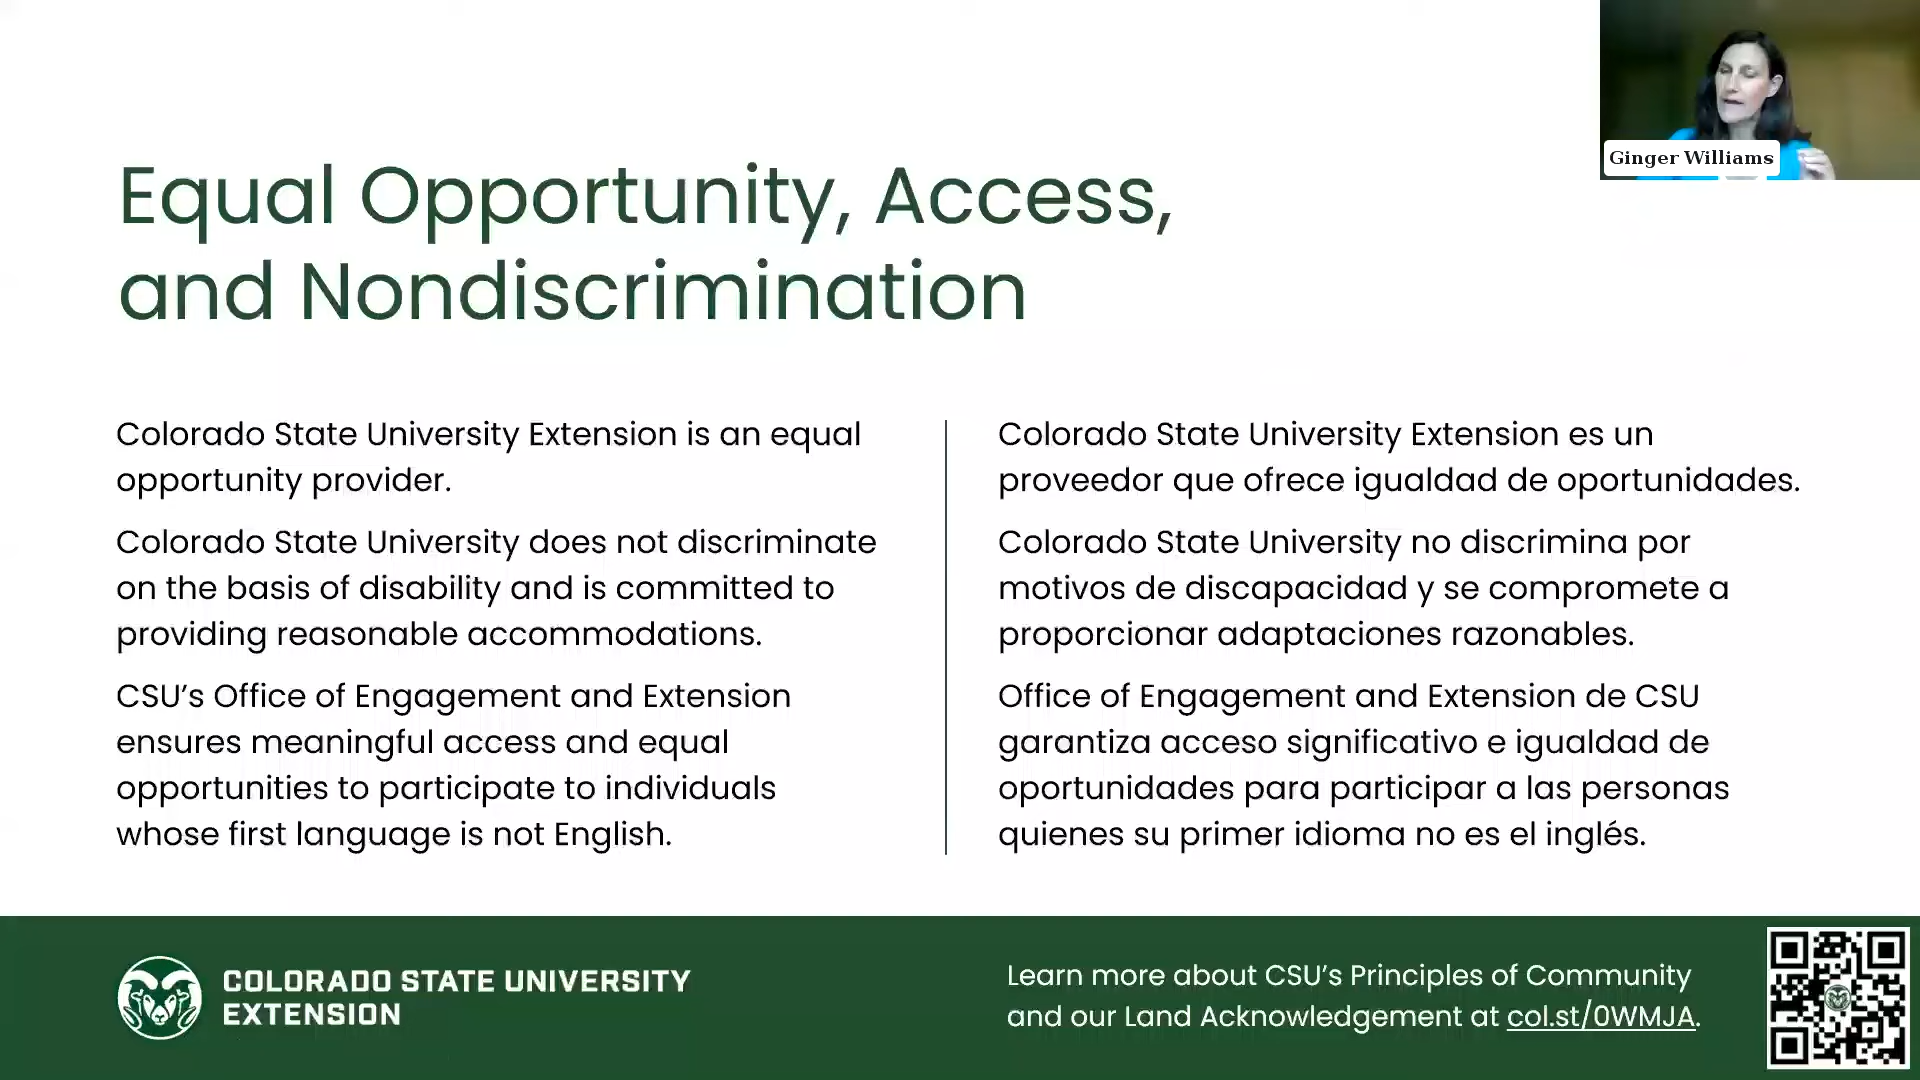 Ginger Williams
Equal Opportunity, Access,
and Nondiscrimination
Colorado State University Extension is an equal
opportunity provider.
Colorado State University does not discriminate
on the basis of disability and is committed to
providing reasonable accommodations.
CSU’s Office of Engagement and Extension
ensures meaningful access and equal
opportunities to participate to individuals
whose first language is not English.
Colorado State University Extension es un
proveedor que ofrece igualdad de oportunidades.
Colorado State University no discrimina por
motivos de discapacidad y se compromete a
proporcionar adaptaciones razonables.
Office of Engagement and Extension de CSU
garantiza acceso significativo e igualdad de
oportunidades para participar a las personas
quienes su primer idioma no es el inglés.
COLORADO STATE UNIVERSITY
EXTENSION
Learn more about CSU’s Principles of Community
and our Land Acknowledgement at col.st/0WMJA.